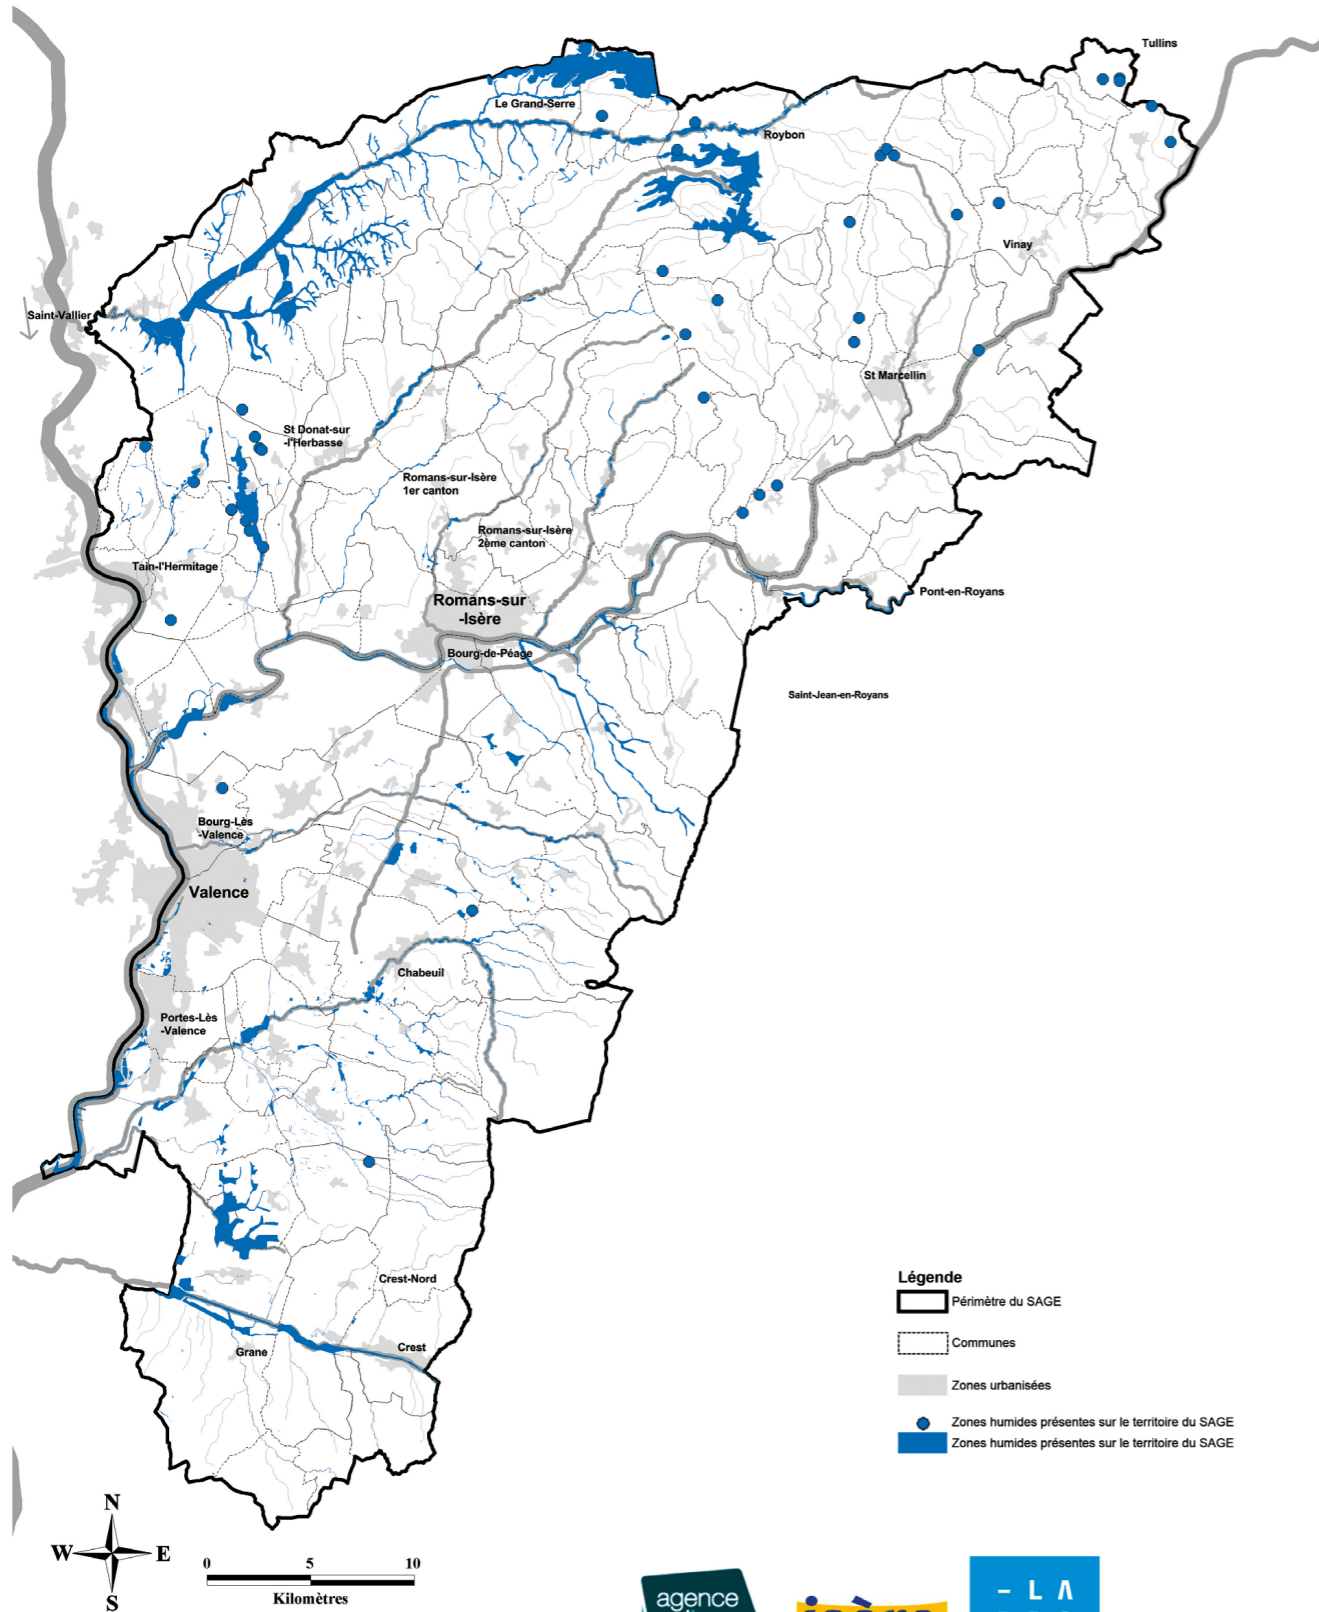 Tullins
Le Grand-Serre
Roybon
Vinay
Saint-Vallier
St Marcellin
St Donat-sur
-l'Herbasse
Romans-sur-Isère
1er canton
Romans-sur-Isère
2ème canton
Tain-l'Hermitage
Pont-en-Royans
Romans-sur
-Isère
Bourg-de-Péage
Saint-Jean-en-Royans
Bourg-Lès
-Valence
Valence
Chabeuil
Portes-Lès
-Valence
Crest-Nord
Crest
Grane
Légende
Périmètre du SAGE
Communes
Zones urbanisées
Zones humides présentes sur le territoire du SAGE
Zones humides présentes sur le territoire du SAGE
N
W E
S
0 5 10
Kilomètres
agence
isère
- L A